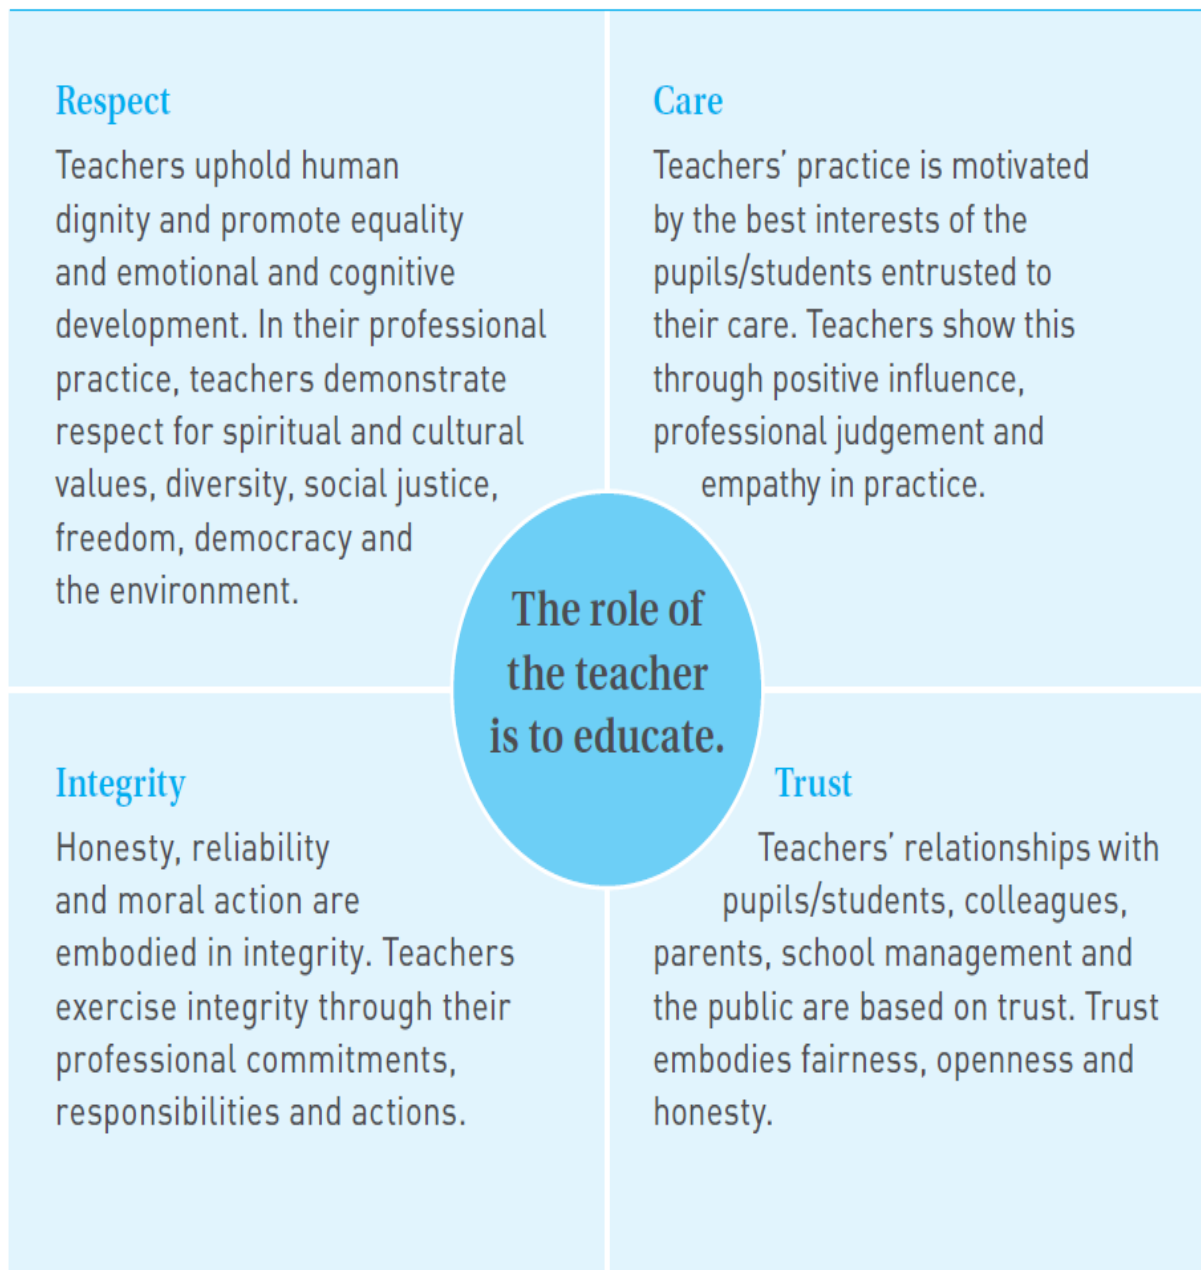 Respect
Teachers uphold human
dignity and promote equality
and emotional and cognitive
development. In their professional
practice, teachers demonstrate
respect for spiritual and cultural
values, diversity, social justice,
freedom, democracy and
the environment.
Care
Teachers’ practice is motivated
by the best interests of the
pupils/students entrusted to
their care. Teachers show this
through positive influence,
professional judgement and
empathy in practice.
The role of
the teacher
is to educate.
Integrity
Honesty, reliability
and moral action are
embodied in integrity. Teachers
exercise integrity through their
professional commitments,
responsibilities and actions.
Trust
Teachers’ relationships with
pupils/students, colleagues,
parents, school management and
the public are based on trust. Trust
embodies fairness, openness and
honesty.